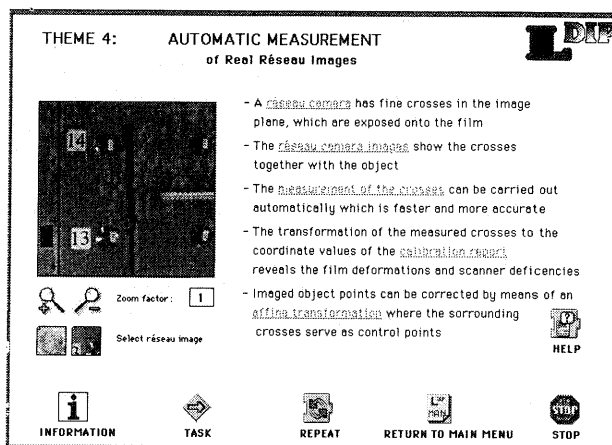 THEME 4: AUTOMATIC MEASUREMENT
of Real Réseau Images
L DIP
14
13
- A réseau camera has fine crosses in the image
plane, which are exposed onto the film
- The réseau camera images show the crosses
together with the object
- The measurement of the crosses can be carried out
automatically which is faster and more accurate
- The transformation of the measured crosses to the
coordinate values of the calibration report
reveals the film deformations and scanner deficencies
- Imaged object points can be corrected by means of an
affine transformation where the sorrounding
crosses serve as control points
Zoom factor: 1
Select réseau image
HELP
INFORMATION
TASK
REPEAT
RETURN TO MAIN MENU
STOP
STOP